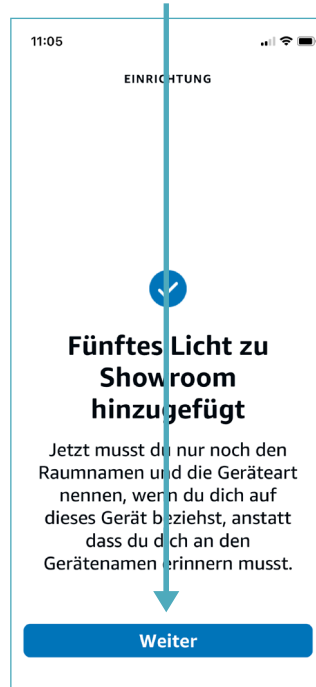 11:05
EINRICHTUNG
Fünftes Licht zu
Showroom
hinzugefügt
Jetzt musst du nur noch den
Raumnamen und die Geräteart
nennen, wenn du dich auf
dieses Gerät beziehst, anstatt
dass du dich an den
Gerätenamen erinnern musst.
Weiter